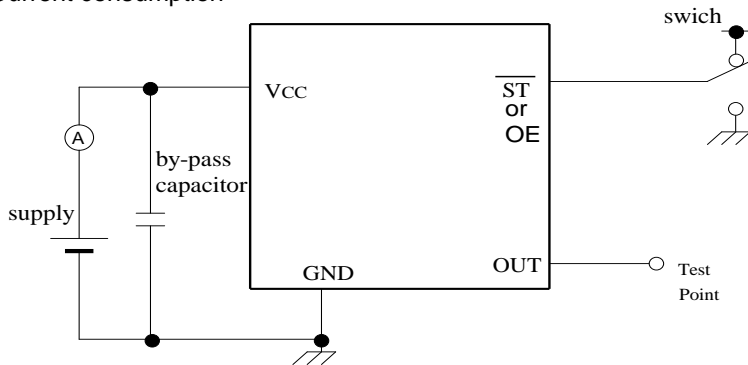 Current consumption
swich
VCC
ST
or
OE
A
by-pass
capacitor
supply
GND
OUT
Test
Point